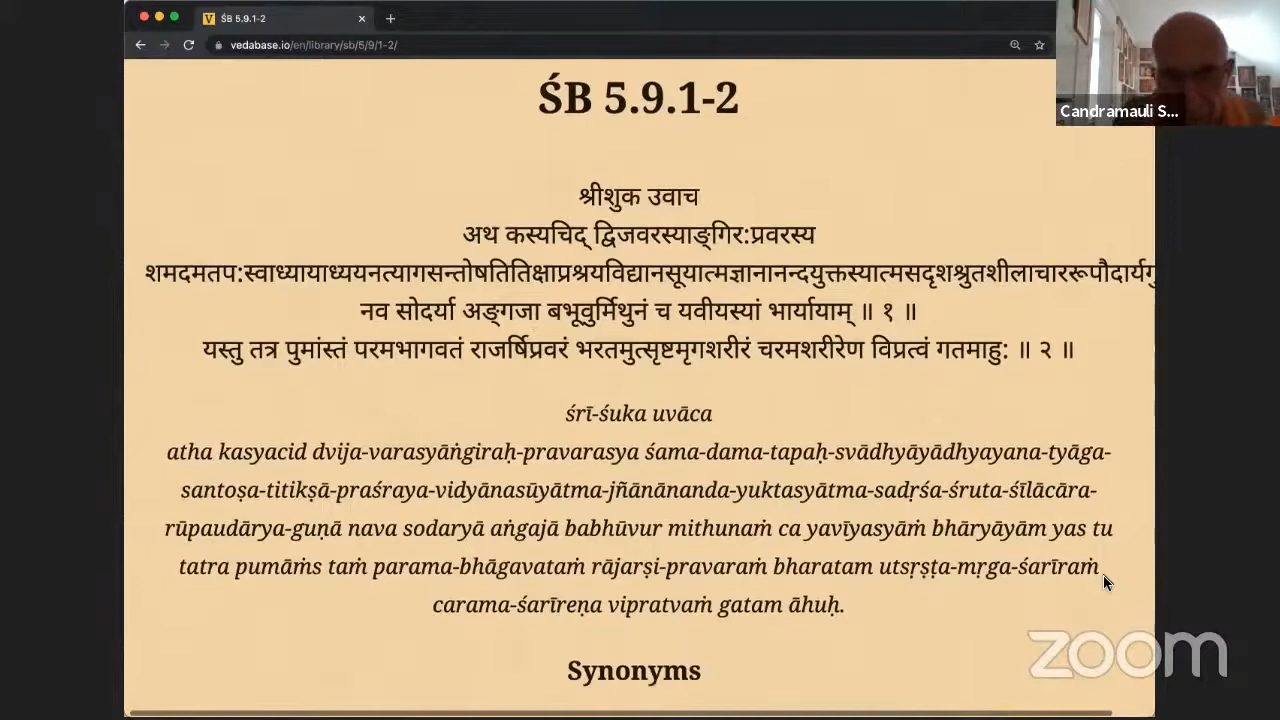 ŚB 5.9.1-2
vedabase.io/en/library/sb/5/9/1-2/
Candramauli S...
ŚB 5.9.1-2
श्रीशुक उवाच
अथ कस्यचिद् द्विजवरस्याङ्गिर:प्रवरस्य
शमदमतप:स्वाध्यायाध्ययनत्यागसन्तोषतितिक्षाप्रश्रयविद्यानसूयात्मज्ञानानन्दयुक्तस्यात्मसदृशश्रुतशीलाचाररूपौदार्यगु
नव सोदर्या अङ्गजा बभूवुर्मिथुनं च यवीयस्यां भार्यायाम् ॥ १ ॥
यस्तु तत्र पुमांस्तं परमभागवतं राजर्षिप्रवरं भरतमुत्सृष्टमृगशरीरं चरमशरीरेण विप्रत्वं गतमाहु: ॥ २ ॥
śrī-śuka uvāca
atha kasyacid dvija-varasyāṅgiraḥ-pravarasya śama-dama-tapaḥ-svādhyāyādhyayana-tyāga-
santoṣa-titikṣā-praśraya-vidyānasūyātma-jñānānanda-yuktasyātma-sadṛśa-śruta-śīlācāra-
rūpaudārya-guṇā nava sodaryā aṅgajā babhūvur mithunaṁ ca yavīyasyāṁ bhāryāyām yas tu
tatra pumāṁs taṁ parama-bhāgavataṁ rājarṣi-pravaraṁ bharatam utsṛṣṭa-mṛga-śarīraṁ
carama-śarīreṇa vipratvaṁ gatam āhuḥ.
Synonyms
zoom